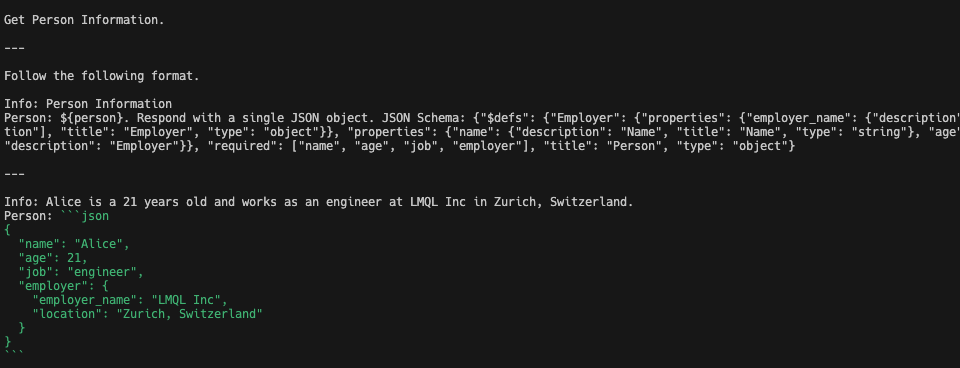 Get Person Information.

---

Follow the following format.

Info: Person Information
Person: ${person}. Respond with a single JSON object. JSON Schema: {"$defs": {"Employer": {"properties": {"employer_name": {"description"
tion"], "title": "Employer", "type": "object"}}, "properties": {"name": {"description": "Name", "title": "Name", "type": "string"}, "age"
"description": "Employer"}}, "required": ["name", "age", "job", "employer"], "title": "Person", "type": "object"}

---

Info: Alice is a 21 years old and works as an engineer at LMQL Inc in Zurich, Switzerland.
Person: ```json
{
  "name": "Alice",
  "age": 21,
  "job": "engineer",
  "employer": {
    "employer_name": "LMQL Inc",
    "location": "Zurich, Switzerland"
  }
}
```